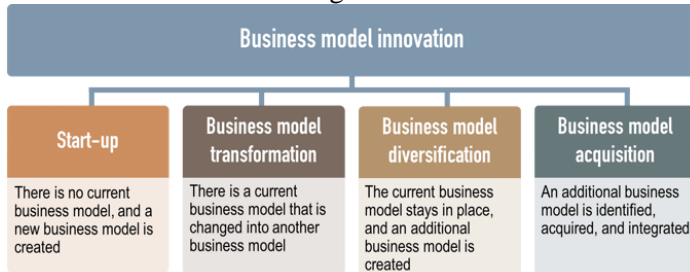 Business model innovation
Start-up
There is no current
business model, and a
new business model is
created
Business model
transformation
There is a current
business model that is
changed into another
business model
Business model
diversification
The current business
model stays in place,
and an additional
business model is
created
Business model
acquisition
An additional business
model is identified,
acquired, and integrated